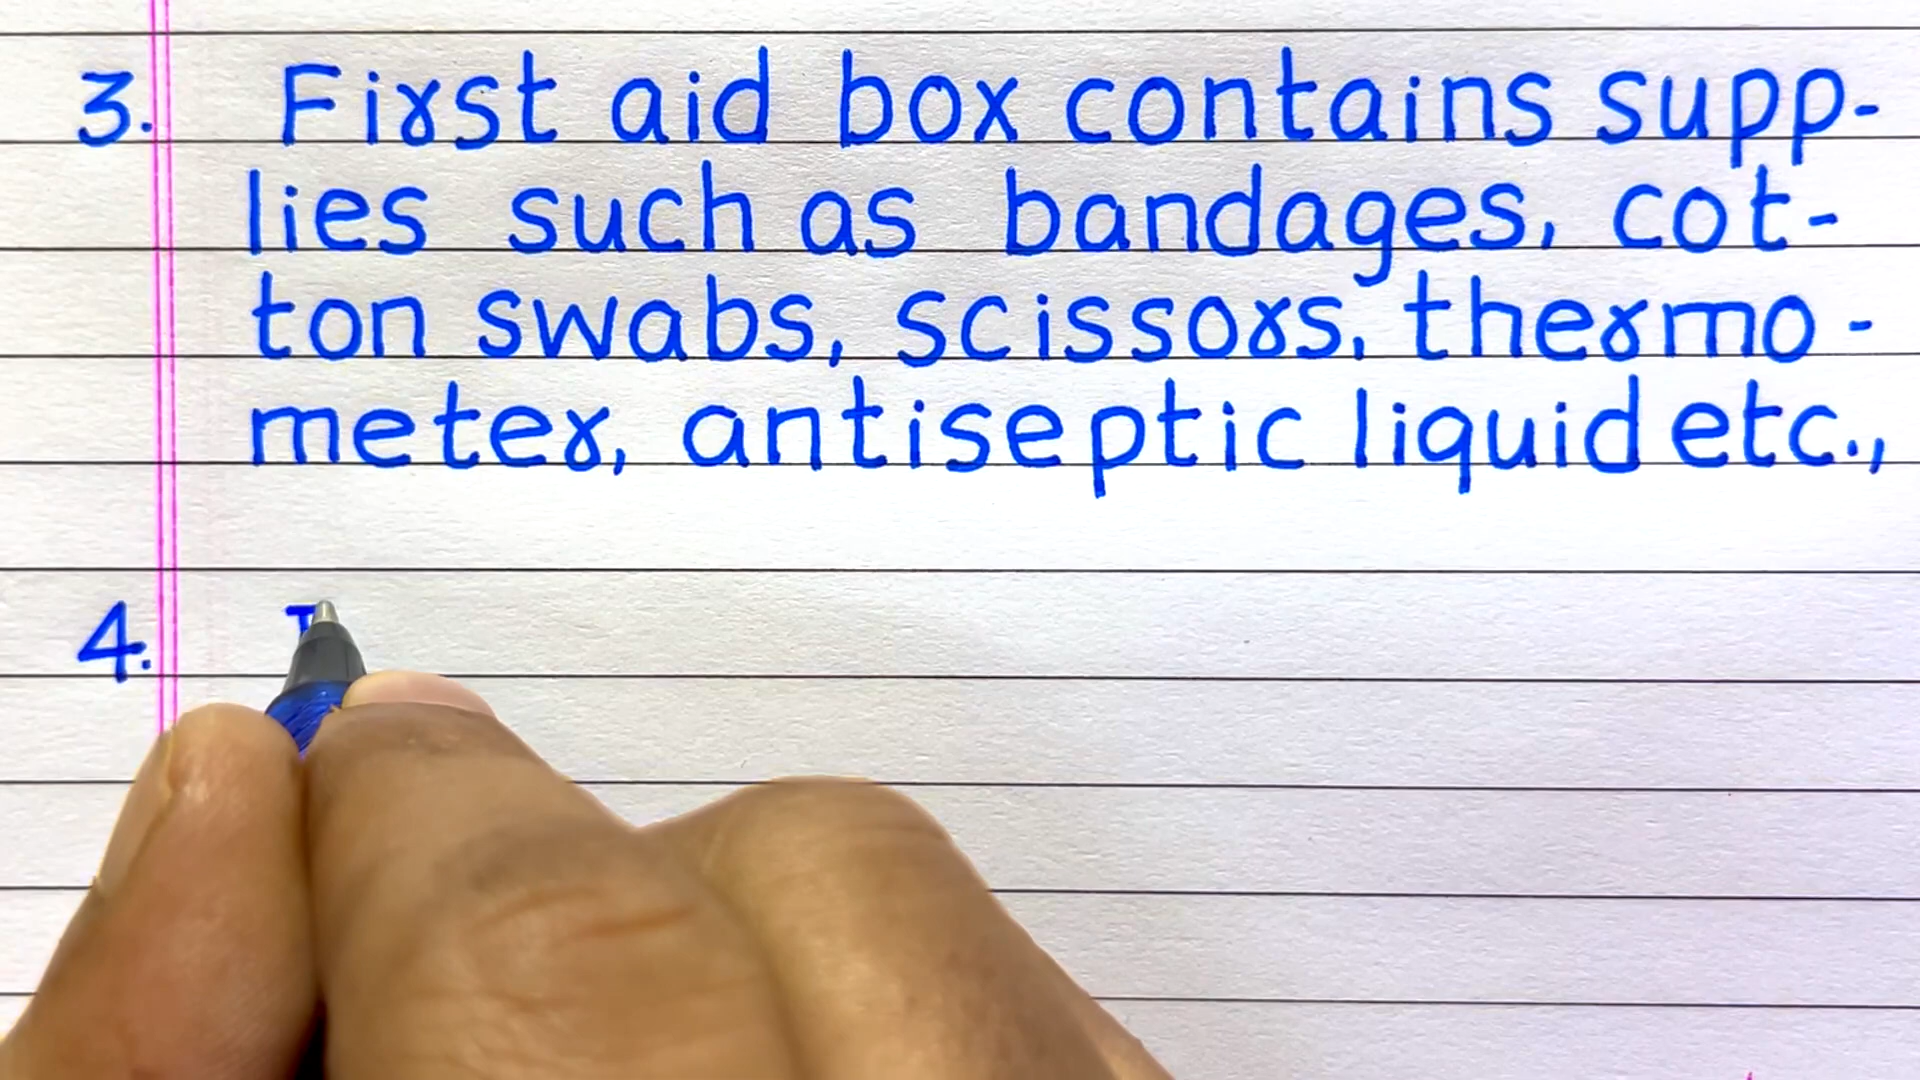 3. First aid box contains supp-
lies such as bandages, cot-
ton swabs, scissors, thermo-
meter, antiseptic liquid etc.,
4.